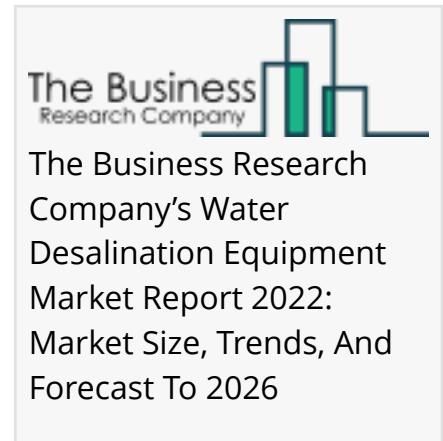 The Business
Research Company
The Business Research
Company’s Water
Desalination Equipment
Market Report 2022:
Market Size, Trends, And
Forecast To 2026